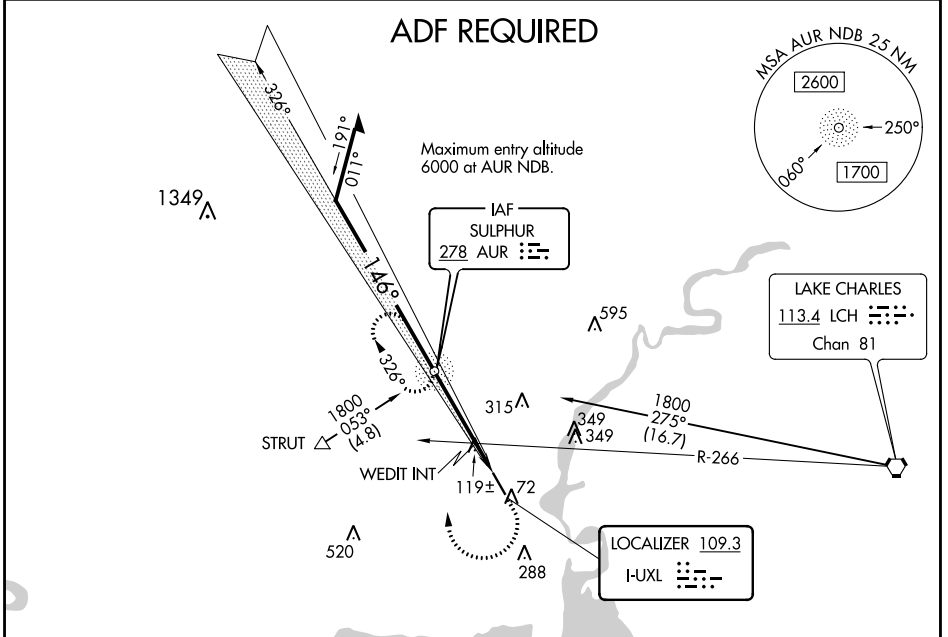 ADF REQUIRED
MSA AUR NDB 25 NM
2600
250°
060°
1700
326°
191°
011°
Maximum entry altitude
6000 at AUR NDB.
1349
IAF
SULPHUR
278 AUR
146°
LAKE CHARLES
113.4 LCH
Chan 81
595
326°
1800
053°
(4.8)
STRUT
315
1800
275°
(16.7)
349
349
R-266
WEDIT INT
119±
72
520
288
LOCALIZER 109.3
I-UXL